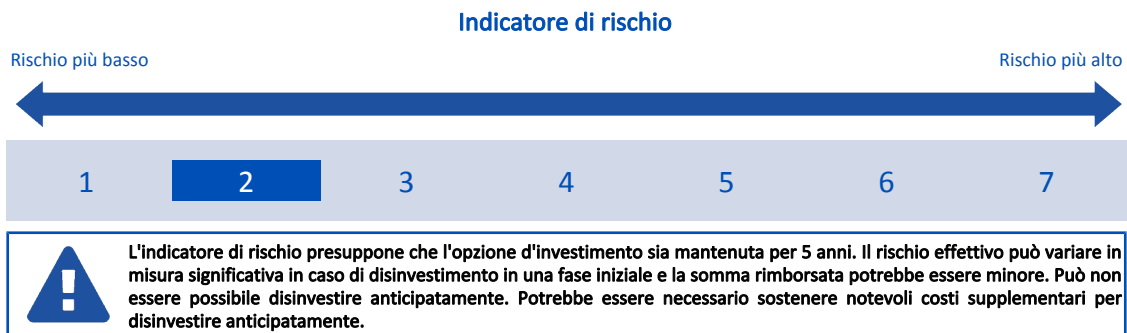 Indicatore di rischio
Rischio più basso
Rischio più alto
1 2 3 4 5 6 7
L'indicatore di rischio presuppone che l'opzione d'investimento sia mantenuta per 5 anni. Il rischio effettivo può variare in
misura significativa in caso di disinvestimento in una fase iniziale e la somma rimborsata potrebbe essere minore. Può non
essere possibile disinvestire anticipatamente. Potrebbe essere necessario sostenere notevoli costi supplementari per
disinvestire anticipatamente.